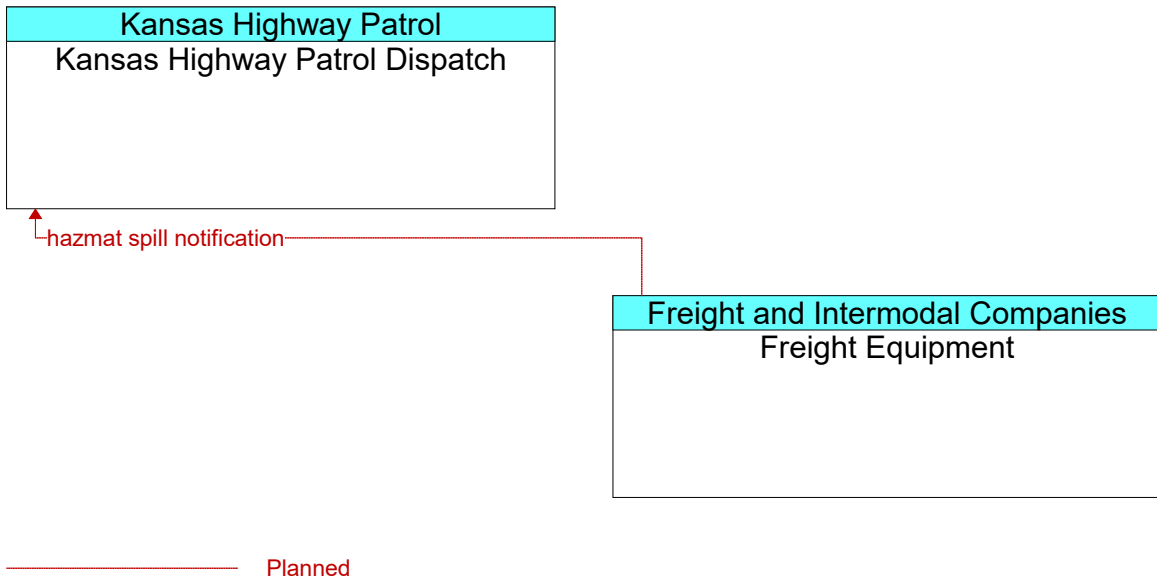 Kansas Highway Patrol
Kansas Highway Patrol Dispatch
hazmat spill notification
Freight and Intermodal Companies
Freight Equipment
Planned